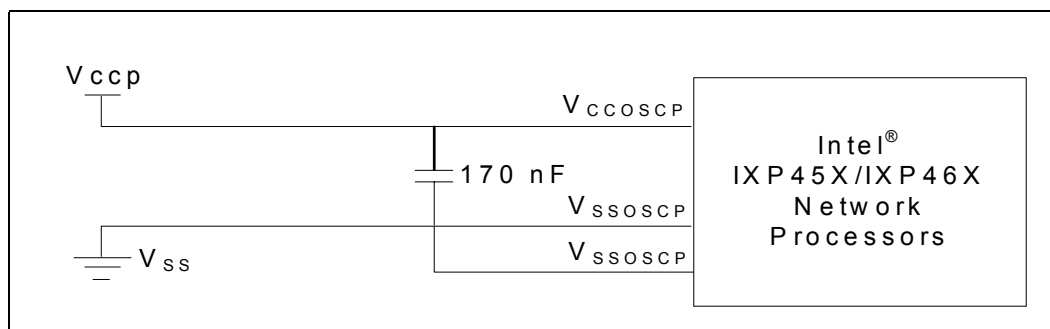 Vccp
VCCOSCP
170 nF
VSSOSCP
VSSOSCP
VSS
Intel®
IXP45X/IXP46X
Network
Processors